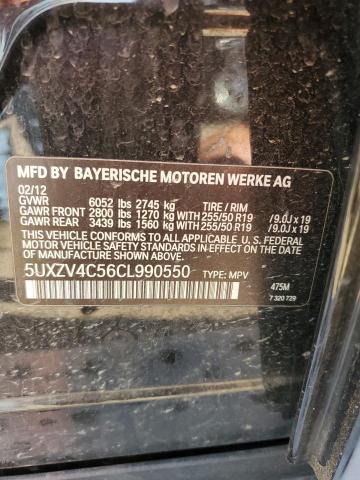 MFD BY BAYERISCHE MOTOREN WERKE AG
02/12
GVWR 6052 lbs 2745 kg TIRE / RIM
GAWR FRONT 2800 lbs 1270 kg WITH 255/50 R19 /9.0J x 19
GAWR REAR 3439 lbs 1560 kg WITH 255/50 R19 /9.0J x 19
THIS VEHICLE CONFORMS TO ALL APPLICABLE
U.S. FEDERAL MOTOR VEHICLE SAFETY STANDARDS
IN EFFECT ON THE DATE OF MANUFACTURE SHOWN ABOVE.
5UXZV4C56CL990550 TYPE: MPV
475M
7 320 729